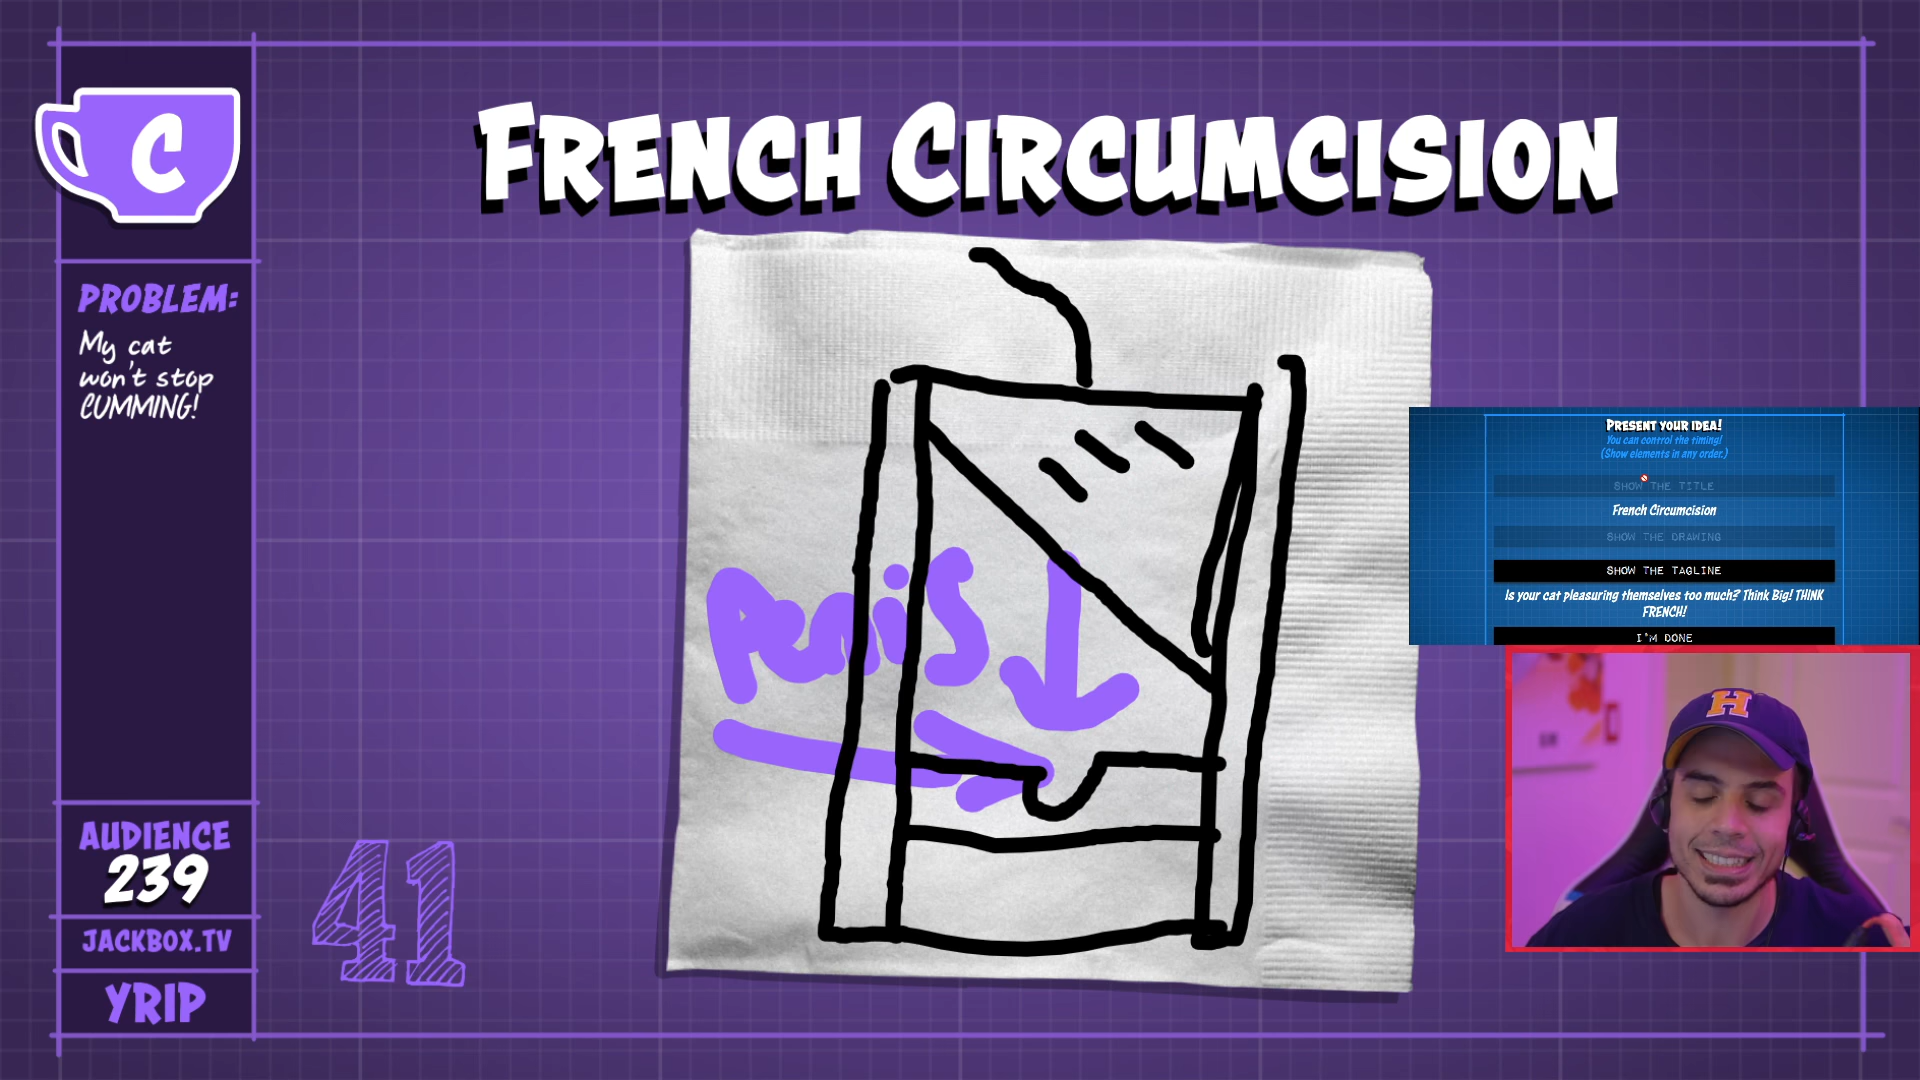 C
French Circumcision
PROBLEM:
My cat
won't stop
CUMMING!
Penis
AUDIENCE
239
JACKBOX.TV
YRIP
41
PRESENT YOUR IDEA!
You can control the timing!
(Show elements in any order.)
SHOW THE TITLE
French Circumcision
SHOW THE DRAWING
SHOW THE TAGLINE
Is your cat pleasuring themselves too much? Think Big! THINK
FRENCH!
I'M DONE
H